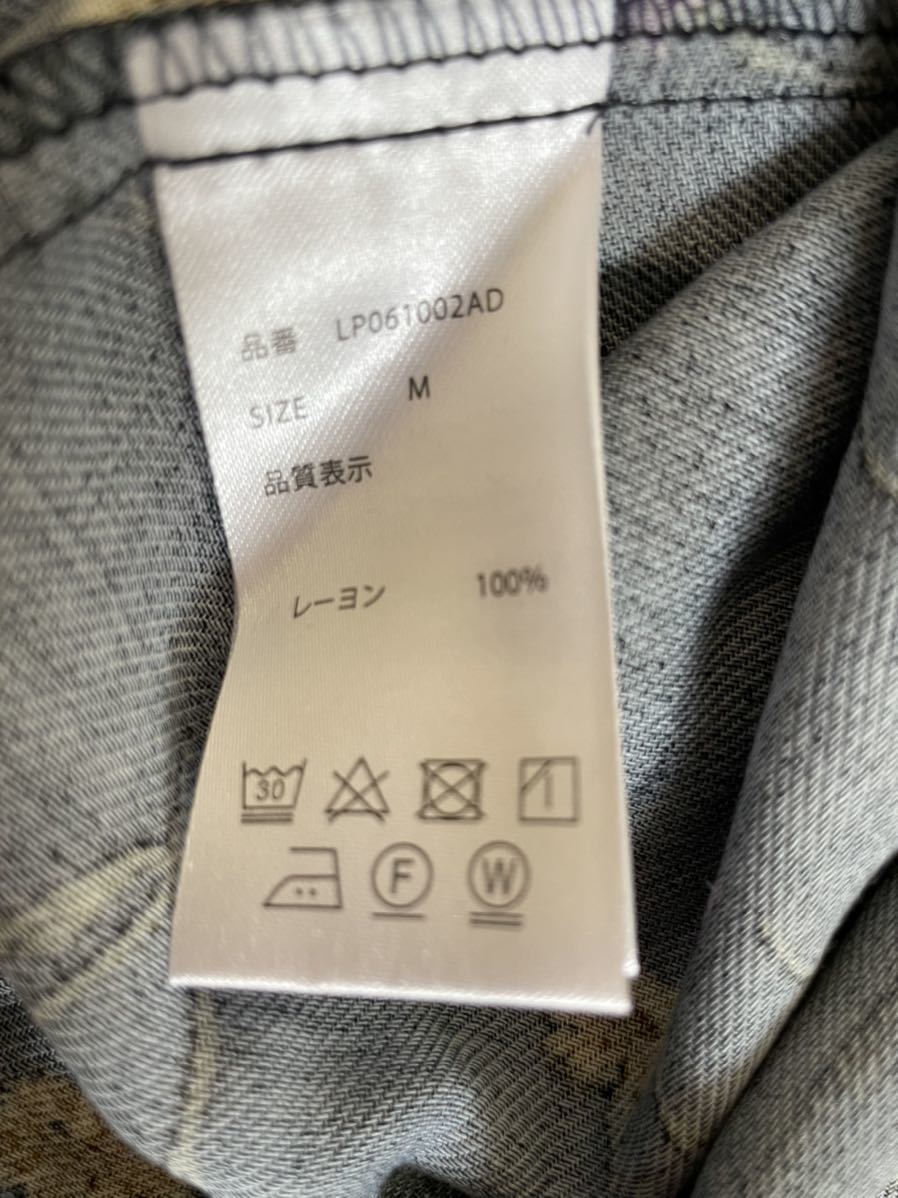 品番 LP061002AD
SIZE M
品質表示
レーヨン 100%
30
F W